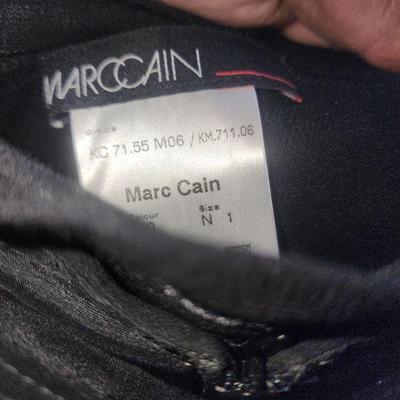 MARCCAIN
KC 71.55 M06 / KM.711.06
Marc Cain
Size
N 1